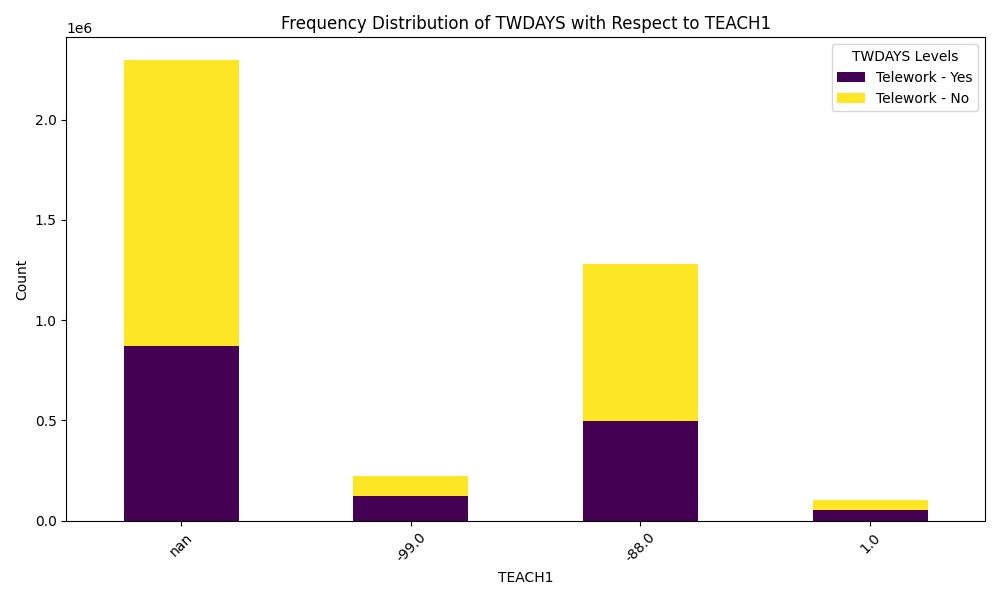 Frequency Distribution of TWDAYS with Respect to TEACH1
1e6
TWDAYS Levels
Telework - Yes
Telework - No
2.0
1.5
1.0
0.5
0.0
Count
nan
-99.0
-88.0
1.0
TEACH1